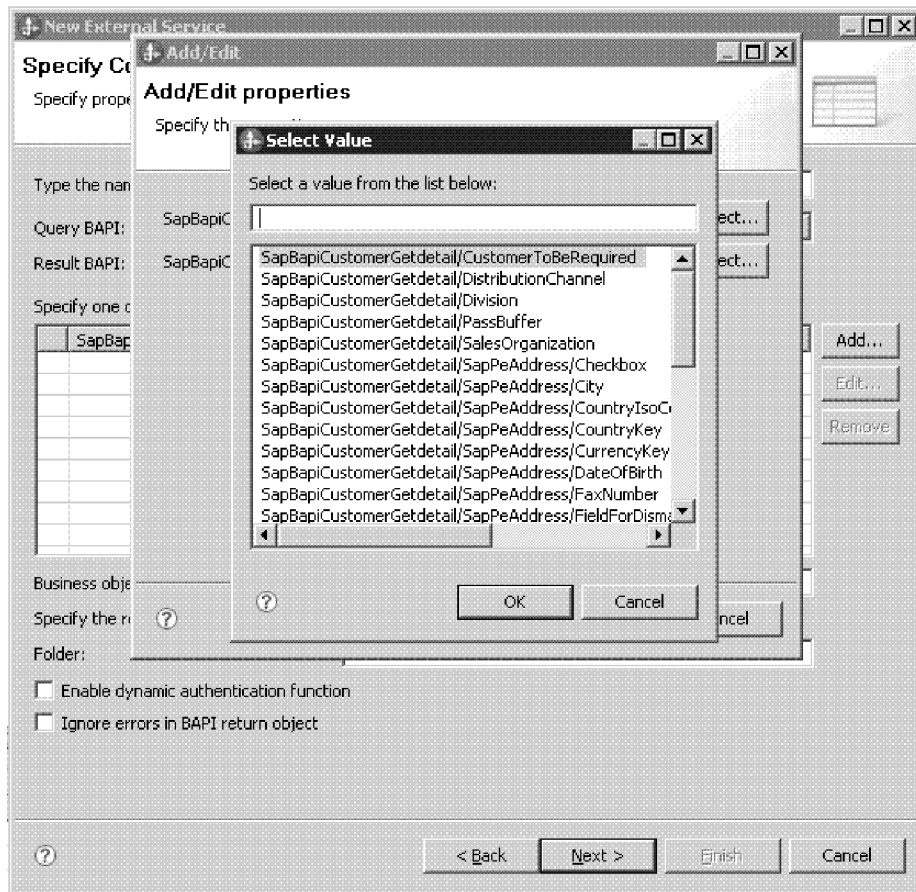 New External Service
Add/Edit
Specify Co
Add/Edit properties
Specify prope
Specify th
Select Value
Select a value from the list below:
Type the nam
SapBapiC
ect...
Query BAPI:
SapBapiCustomerGetdetail/CustomerToBeRequired
Result BAPI:
SapBapiC
ect...
SapBapiCustomerGetdetail/DistributionChannel
SapBapiCustomerGetdetail/Division
Specify one o
SapBapiCustomerGetdetail/PassBuffer
SapBap
SapBapiCustomerGetdetail/SalesOrganization
Add...
SapBapiCustomerGetdetail/SapPeAddress/Checkbox
SapBapiCustomerGetdetail/SapPeAddress/City
Edit...
SapBapiCustomerGetdetail/SapPeAddress/CountryIsoC
SapBapiCustomerGetdetail/SapPeAddress/CountryKey
Remove
SapBapiCustomerGetdetail/SapPeAddress/CurrencyKey
SapBapiCustomerGetdetail/SapPeAddress/DateOfBirth
SapBapiCustomerGetdetail/SapPeAddress/FaxNumber
SapBapiCustomerGetdetail/SapPeAddress/FieldForDisma
Business obje
OK
Cancel
Specify the r
ncel
Folder:
Enable dynamic authentication function
Ignore errors in BAPI return object
< Back
Next >
Finish
Cancel